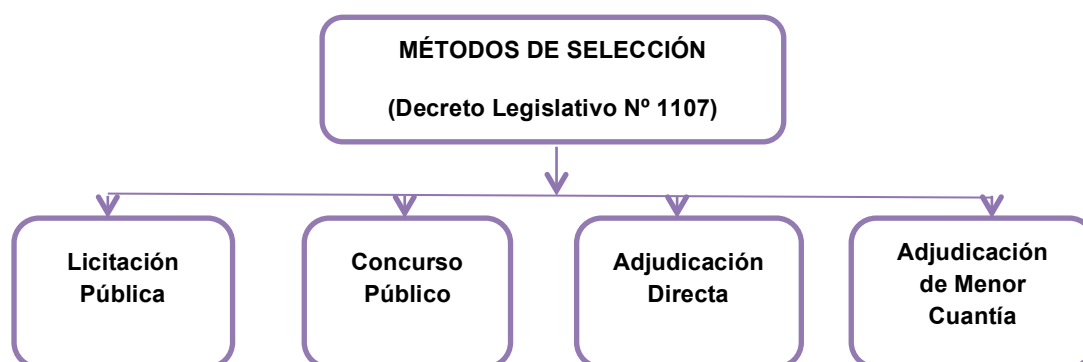 MÉTODOS DE SELECCIÓN
(Decreto Legislativo Nº 1107)
Licitación
Pública
Concurso
Público
Adjudicación
Directa
Adjudicación
de Menor
Cuantía